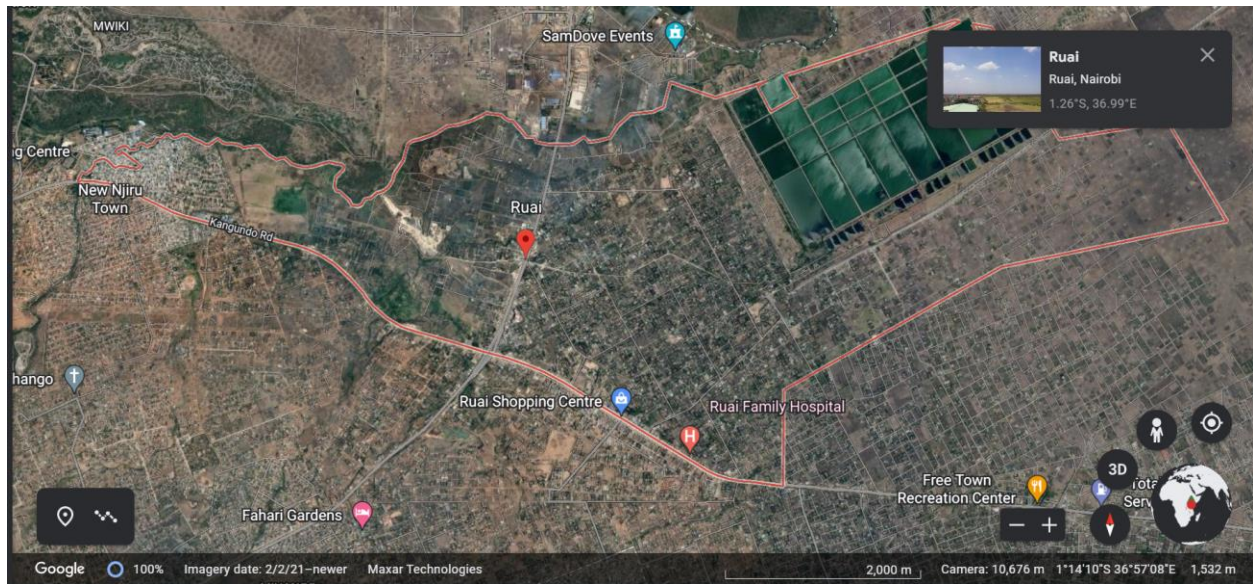 MWIKI
SamDove Events
Ruai
Ruai, Nairobi
1.26°S, 36.99°E
g Centre
New Njiru
Town
Kangundo Rd
Ruai
hango
Ruai Shopping Centre
Ruai Family Hospital
H
Free Town
Recreation Center
3D
Tota
Serv
Fahari Gardens
Google 100% Imagery date: 2/2/21–newer Maxar Technologies 2,000 m Camera: 10,676 m 1°14'10"S 36°57'08"E 1,532 m